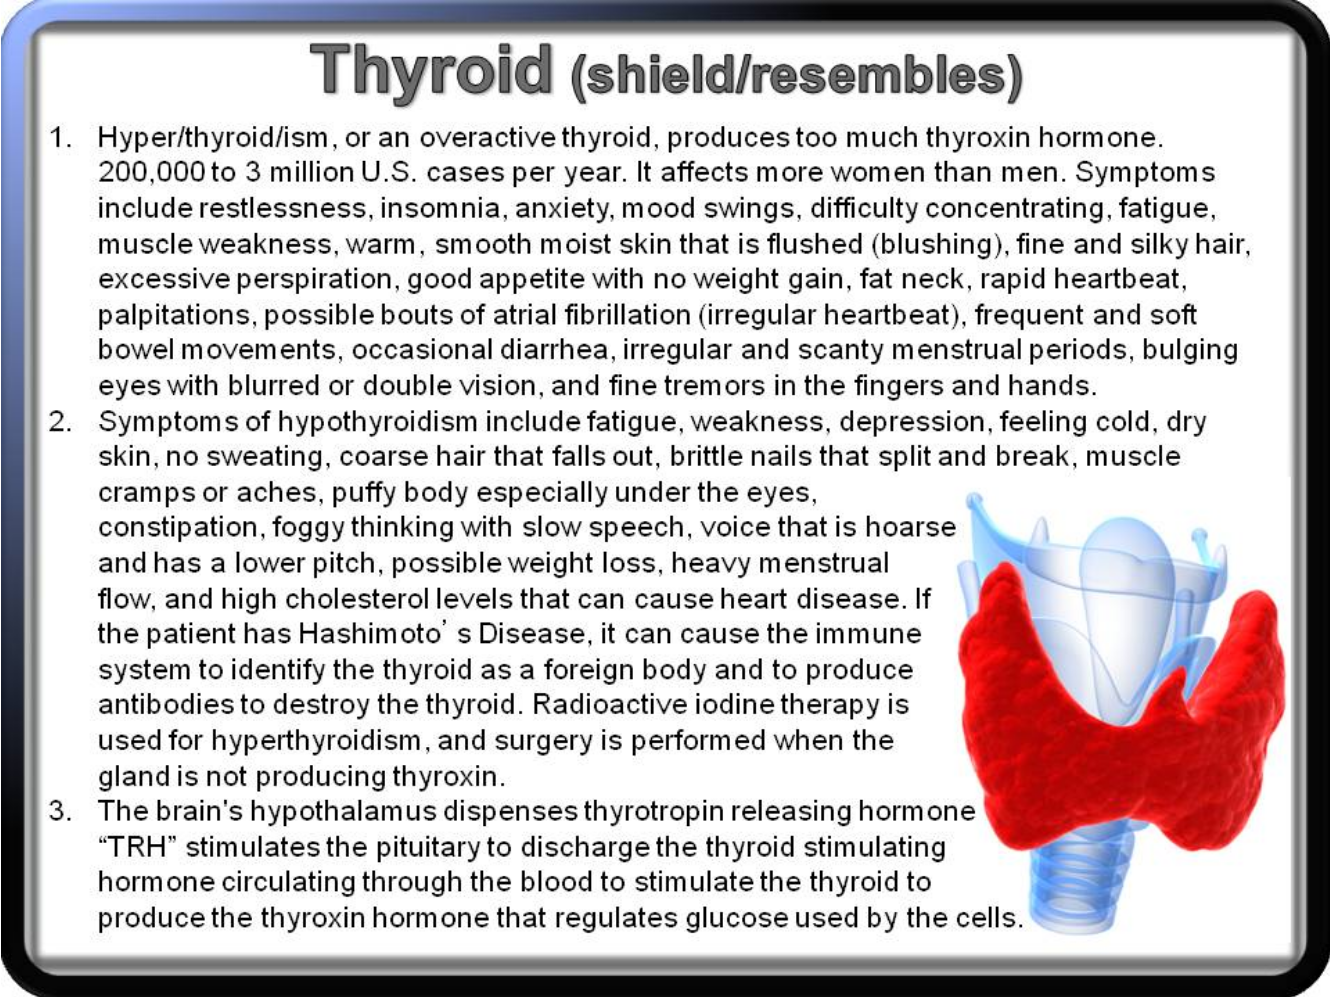 Thyroid (shield/resembles)
1. Hyper/thyroid/ism, or an overactive thyroid, produces too much thyroxin hormone.
200,000 to 3 million U.S. cases per year. It affects more women than men. Symptoms
include restlessness, insomnia, anxiety, mood swings, difficulty concentrating, fatigue,
muscle weakness, warm, smooth moist skin that is flushed (blushing), fine and silky hair,
excessive perspiration, good appetite with no weight gain, fat neck, rapid heartbeat,
palpitations, possible bouts of atrial fibrillation (irregular heartbeat), frequent and soft
bowel movements, occasional diarrhea, irregular and scanty menstrual periods, bulging
eyes with blurred or double vision, and fine tremors in the fingers and hands.
2. Symptoms of hypothyroidism include fatigue, weakness, depression, feeling cold, dry
skin, no sweating, coarse hair that falls out, brittle nails that split and break, muscle
cramps or aches, puffy body especially under the eyes,
constipation, foggy thinking with slow speech, voice that is hoarse
and has a lower pitch, possible weight loss, heavy menstrual
flow, and high cholesterol levels that can cause heart disease. If
the patient has Hashimoto’ s Disease, it can cause the immune
system to identify the thyroid as a foreign body and to produce
antibodies to destroy the thyroid. Radioactive iodine therapy is
used for hyperthyroidism, and surgery is performed when the
gland is not producing thyroxin.
3. The brain's hypothalamus dispenses thyrotropin releasing hormone
“TRH” stimulates the pituitary to discharge the thyroid stimulating
hormone circulating through the blood to stimulate the thyroid to
produce the thyroxin hormone that regulates glucose used by the cells.